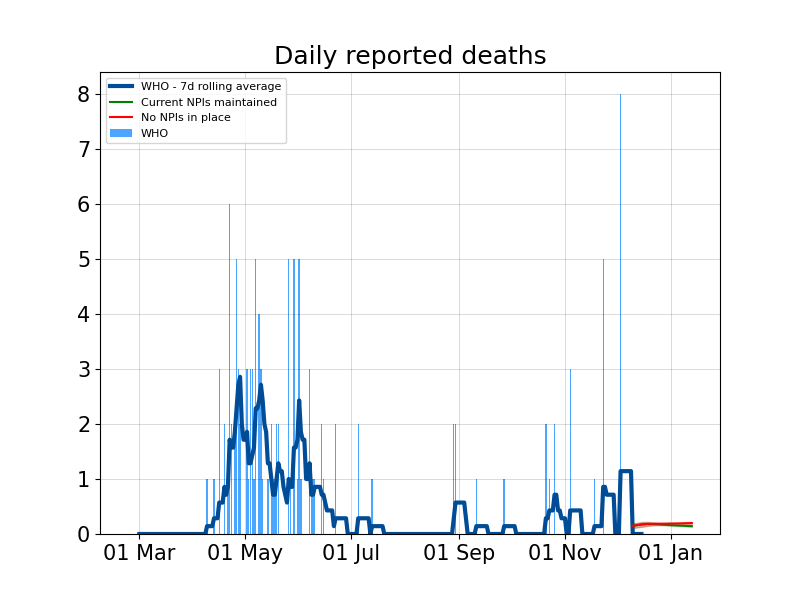 Daily reported deaths
WHO - 7d rolling average
Current NPIs maintained
No NPIs in place
WHO
8
7
6
5
4
3
2
1
0
01 Mar
01 May
01 Jul
01 Sep
01 Nov
01 Jan